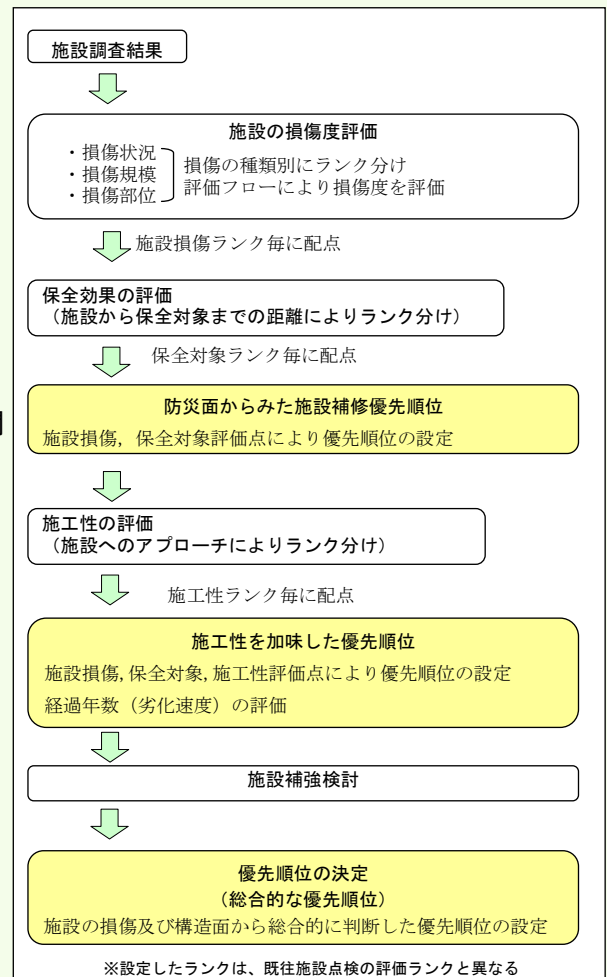 施設調査結果
施設の損傷度評価
・損傷状況
・損傷規模
・損傷部位
損傷の種類別にランク分け
評価フローにより損傷度を評価
施設損傷ランク毎に配点
保全効果の評価
（施設から保全対象までの距離によりランク分け）
保全対象ランク毎に配点
防災面からみた施設補修優先順位
施設損傷，保全対象評価点により優先順位の設定
施工性の評価
（施設へのアプローチによりランク分け）
施工性ランク毎に配点
施工性を加味した優先順位
施設損傷,保全対象,施工性評価点により優先順位の設定
経過年数（劣化速度）の評価
施設補強検討
優先順位の決定
（総合的な優先順位）
施設の損傷及び構造面から総合的に判断した優先順位の設定
※設定したランクは、既往施設点検の評価ランクと異なる